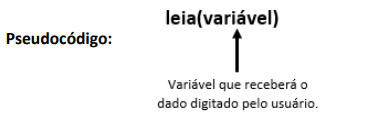 leia(variável)
Pseudocódigo:
Variável que receberá o
dado digitado pelo usuário.